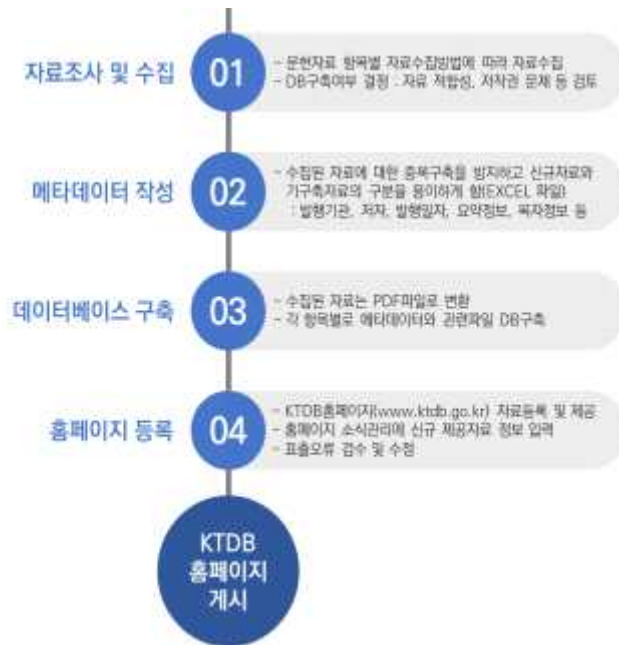 자료조사 및 수집
01
- 문헌자료 항목별 자료수집방법에 따라 자료수집
- DB구축여부 결정 : 자료 적합성, 저작권 문제 등 검토
메타데이터 작성
02
- 수집된 자료에 대한 중복구축을 방지하고 신규자료와
기구축자료의 구분을 용이하게 함(EXCEL 파일)
: 발행기관, 저자, 발행일자, 요약정보, 목차정보 등
데이터베이스 구축
03
- 수집된 자료는 PDF파일로 변환
- 각 항목별로 메타데이터와 관련파일 DB구축
홈페이지 등록
04
- KTDB홈페이지(www.ktdb.go.kr) 자료등록 및 제공
- 홈페이지 소식관리에 신규 제공자료 정보 입력
- 표출오류 검수 및 수정
KTDB
홈페이지
게시